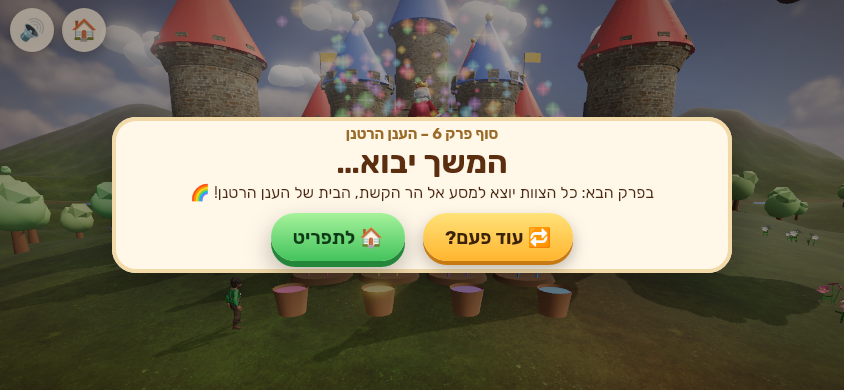 סוף פרק 6 – הענן הרטנן
המשך יבוא...
בפרק הבא: כל הצוות יוצא למסע אל הר הקשת, הבית של הענן הרטנן! 🌈
🔁 עוד פעם?
🏠 לתפריט